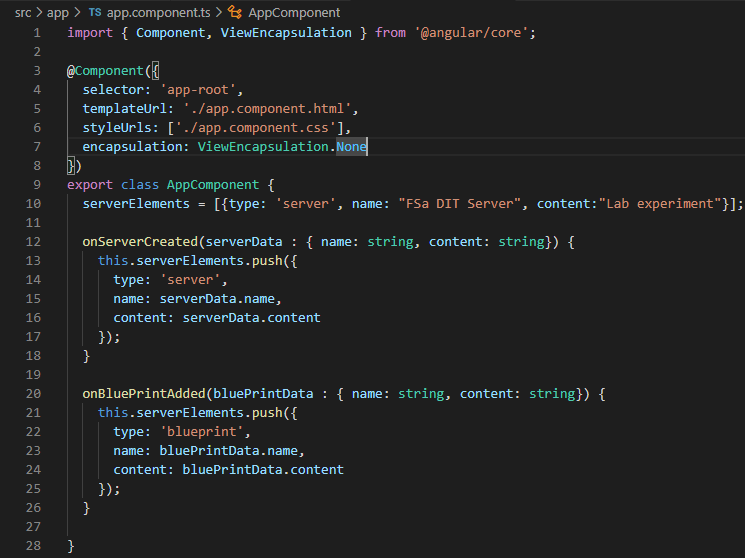 src > app > TS app.component.ts > AppComponent
1 import { Component, ViewEncapsulation } from '@angular/core';
2
3 @Component({
4   selector: 'app-root',
5   templateUrl: './app.component.html',
6   styleUrls: ['./app.component.css'],
7   encapsulation: ViewEncapsulation.None
8 })
9 export class AppComponent {
10   serverElements = [{type: 'server', name: "FSa DIT Server", content:"Lab experiment"}];
11
12   onServerCreated(serverData : { name: string, content: string}) {
13     this.serverElements.push({
14       type: 'server',
15       name: serverData.name,
16       content: serverData.content
17     });
18   }
19
20   onBluePrintAdded(bluePrintData : { name: string, content: string}) {
21     this.serverElements.push({
22       type: 'blueprint',
23       name: bluePrintData.name,
24       content: bluePrintData.content
25     });
26   }
27
28 }